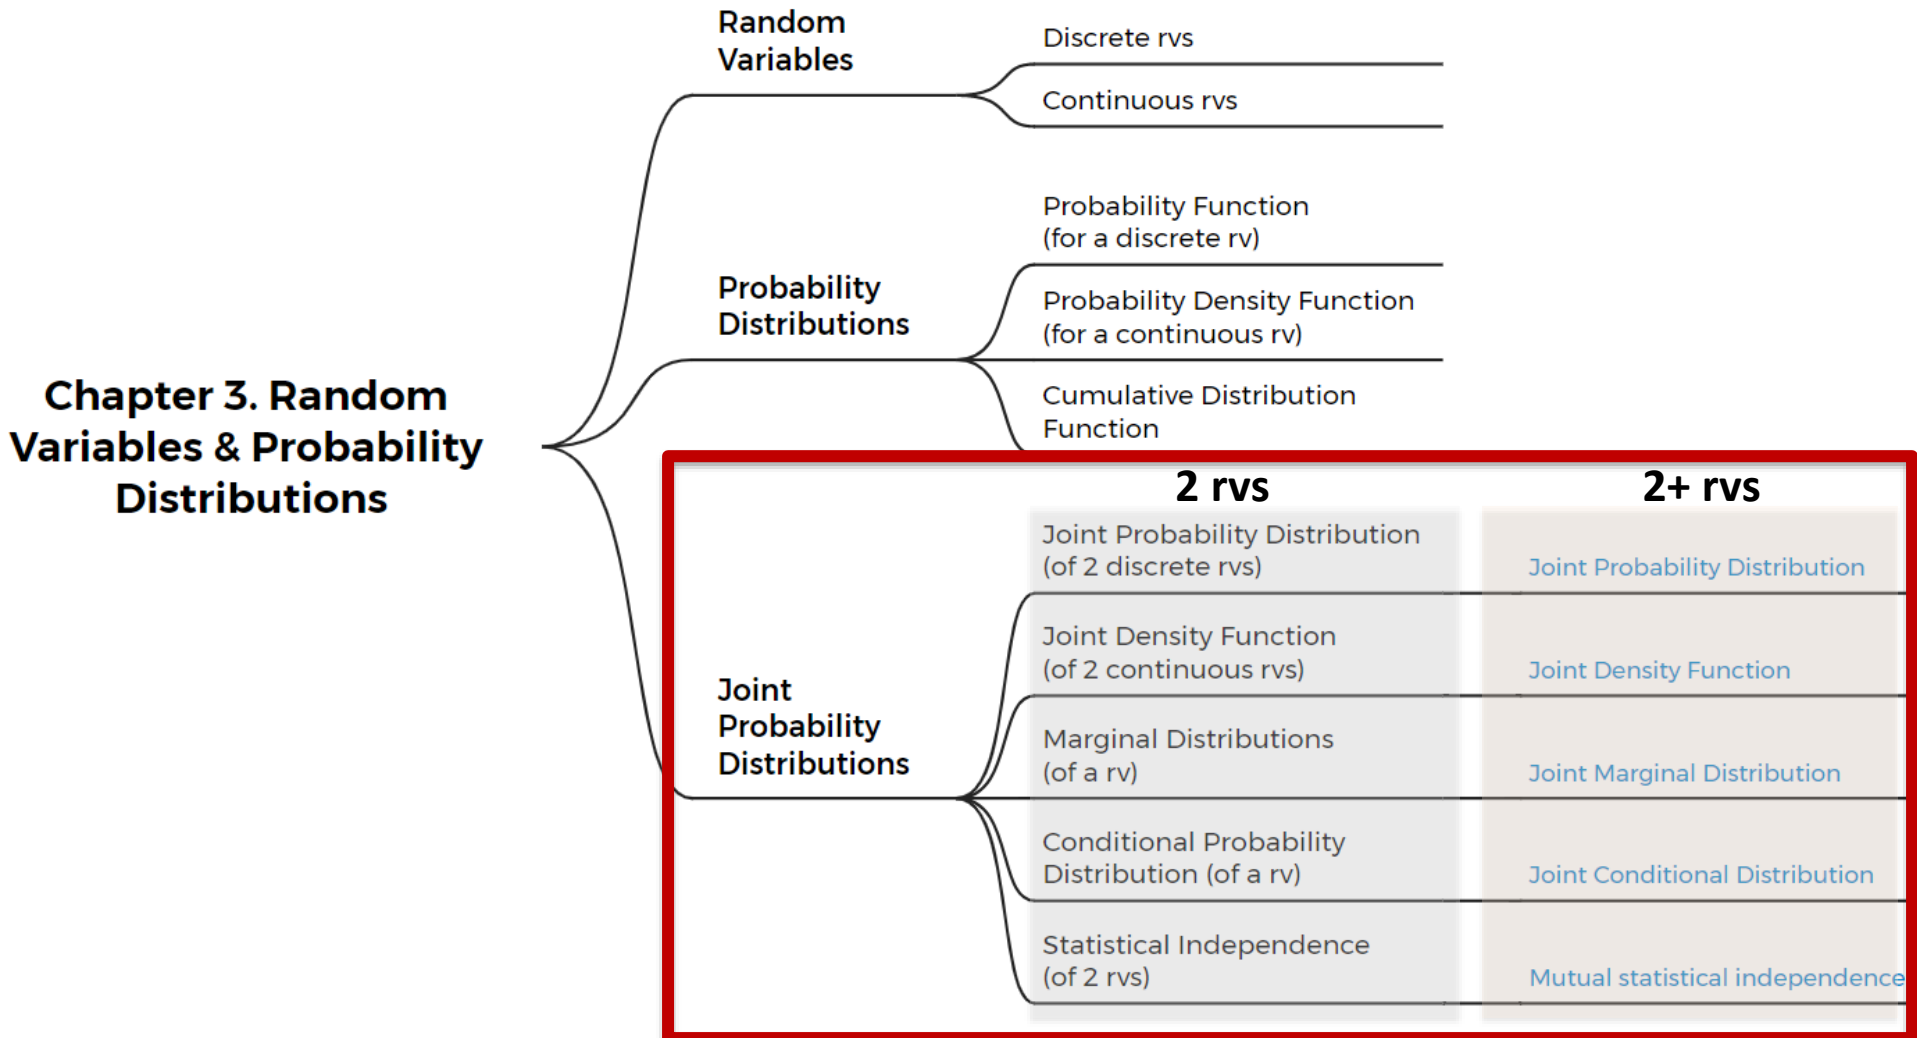 Chapter 3. Random
Variables & Probability
Distributions
Random
Variables
Discrete rvs
Continuous rvs
Probability
Distributions
Probability Function
(for a discrete rv)
Probability Density Function
(for a continuous rv)
Cumulative Distribution
Function
2 rvs
2+ rvs
Joint
Probability
Distributions
Joint Probability Distribution
(of 2 discrete rvs)
Joint Probability Distribution
Joint Density Function
(of 2 continuous rvs)
Joint Density Function
Marginal Distributions
(of a rv)
Joint Marginal Distribution
Conditional Probability
Distribution (of a rv)
Joint Conditional Distribution
Statistical Independence
(of 2 rvs)
Mutual statistical independence